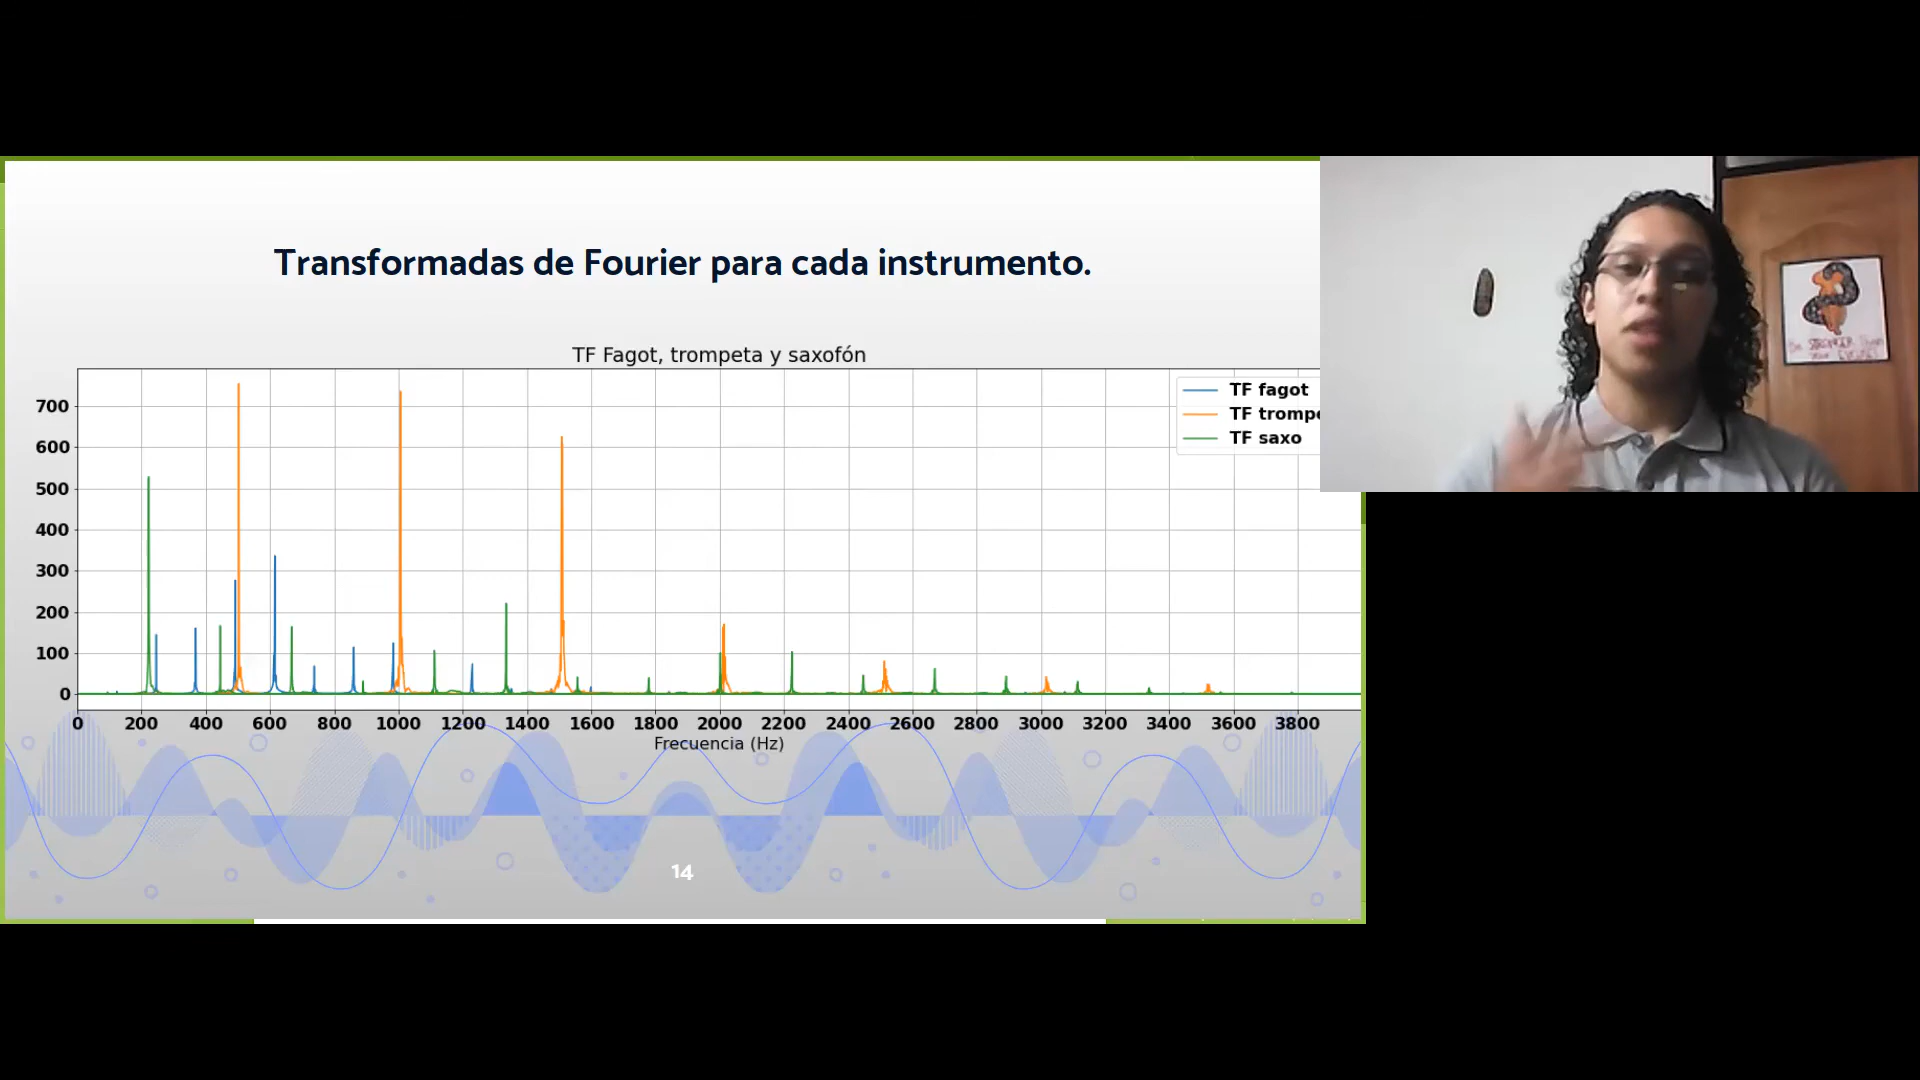 Transformadas de Fourier para cada instrumento.
TF Fagot, trompeta y saxofón
TF fagot
TF trompe
TF saxo
700
600
500
400
300
200
100
0
0 200 400 600 800 1000 1200 1400 1600 1800 2000 2200 2400 2600 2800 3000 3200 3400 3600 3800
Frecuencia (Hz)
14
STRONGER